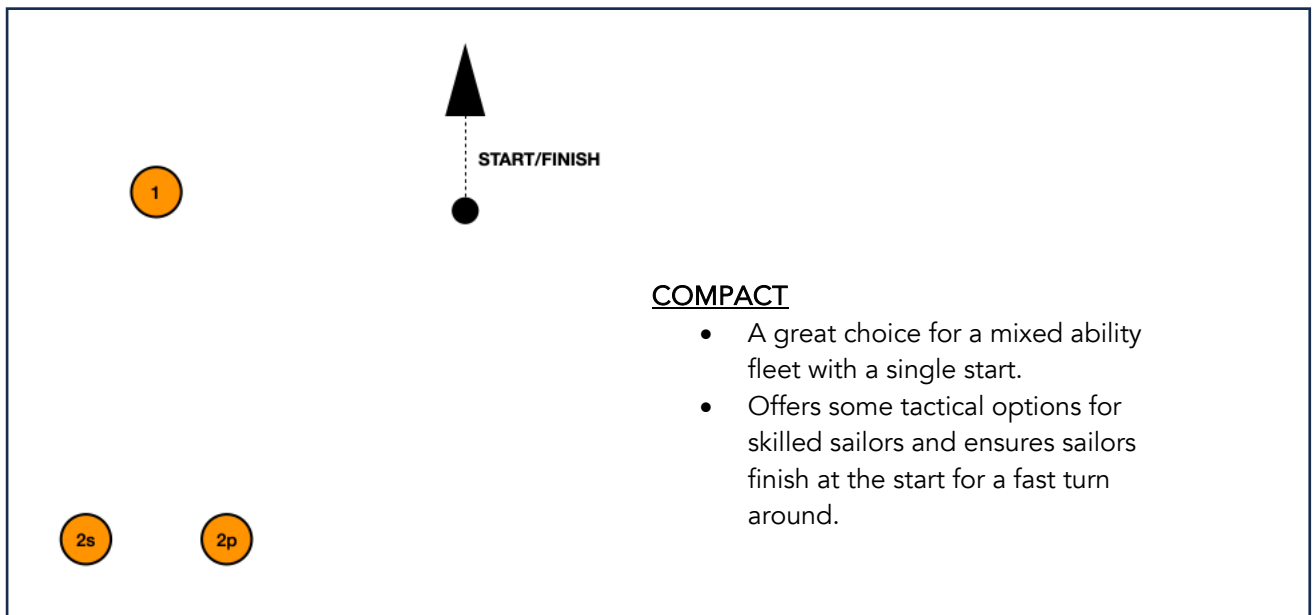 START/FINISH
1
COMPACT
• A great choice for a mixed ability
fleet with a single start.
• Offers some tactical options for
skilled sailors and ensures sailors
finish at the start for a fast turn
around.
2s
2p